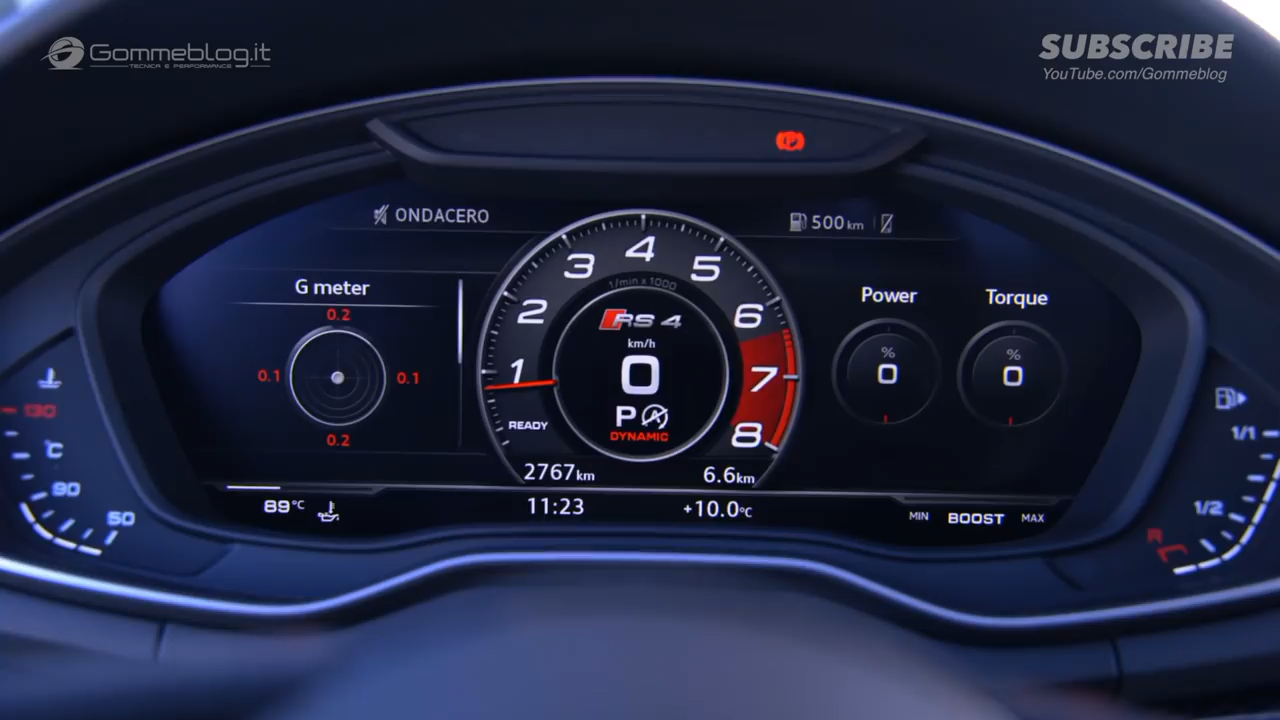 Gommeblog.it
TECNICA E PERFORMANCE
SUBSCRIBE
YouTube.com/Gommeblog
ONDACERO
500 km
G meter
0.2
0.1
0.1
0.2
1 2 3 4 5 6 7 8
1/min x 1000
RS 4
km/h
0
P
DYNAMIC
READY
2767 km
6.6 km
Power
%
0
Torque
%
0
130
°C
90
50
89 °C
11:23
+10.0 °C
MIN BOOST MAX
1/1
1/2
R